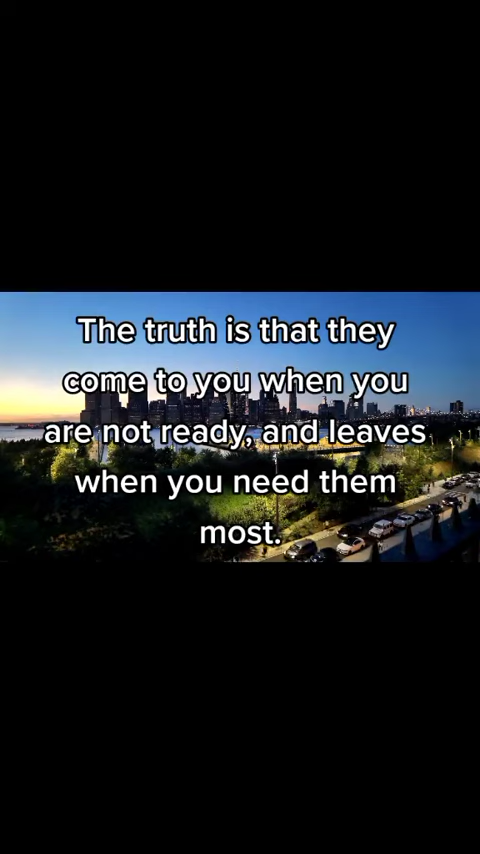 The truth is that they
come to you when you
are not ready, and leaves
when you need them
most.